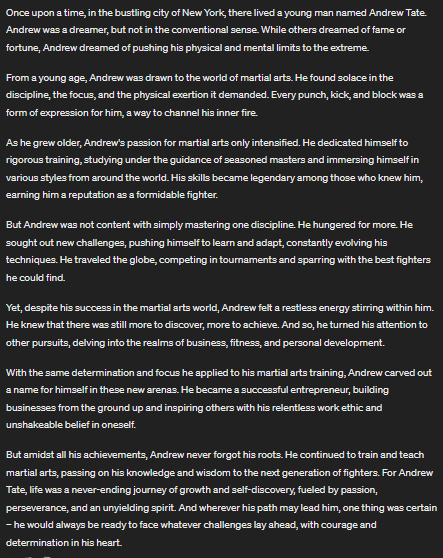 Once upon a time, in the bustling city of New York, there lived a young man named Andrew Tate.
Andrew was a dreamer, but not in the conventional sense. While others dreamed of fame or
fortune, Andrew dreamed of pushing his physical and mental limits to the extreme.
From a young age, Andrew was drawn to the world of martial arts. He found solace in the
discipline, the focus, and the physical exertion it demanded. Every punch, kick, and block was a
form of expression for him, a way to channel his inner fire.
As he grew older, Andrew's passion for martial arts only intensified. He dedicated himself to
rigorous training, studying under the guidance of seasoned masters and immersing himself in
various styles from around the world. His skills became legendary among those who knew him,
earning him a reputation as a formidable fighter.
But Andrew was not content with simply mastering one discipline. He hungered for more. He
sought out new challenges, pushing himself to learn and adapt, constantly evolving his
techniques. He traveled the globe, competing in tournaments and sparring with the best fighters
he could find.
Yet, despite his success in the martial arts world, Andrew felt a restless energy stirring within him.
He knew that there was still more to discover, more to achieve. And so, he turned his attention to
other pursuits, delving into the realms of business, fitness, and personal development.
With the same determination and focus he applied to his martial arts training, Andrew carved out
a name for himself in these new arenas. He became a successful entrepreneur, building
businesses from the ground up and inspiring others with his relentless work ethic and
unshakeable belief in oneself.
But amidst all his achievements, Andrew never forgot his roots. He continued to train and teach
martial arts, passing on his knowledge and wisdom to the next generation of fighters. For Andrew
Tate, life was a never-ending journey of growth and self-discovery, fueled by passion,
perseverance, and an unyielding spirit. And wherever his path may lead him, one thing was certain
– he would always be ready to face whatever challenges lay ahead, with courage and
determination in his heart.